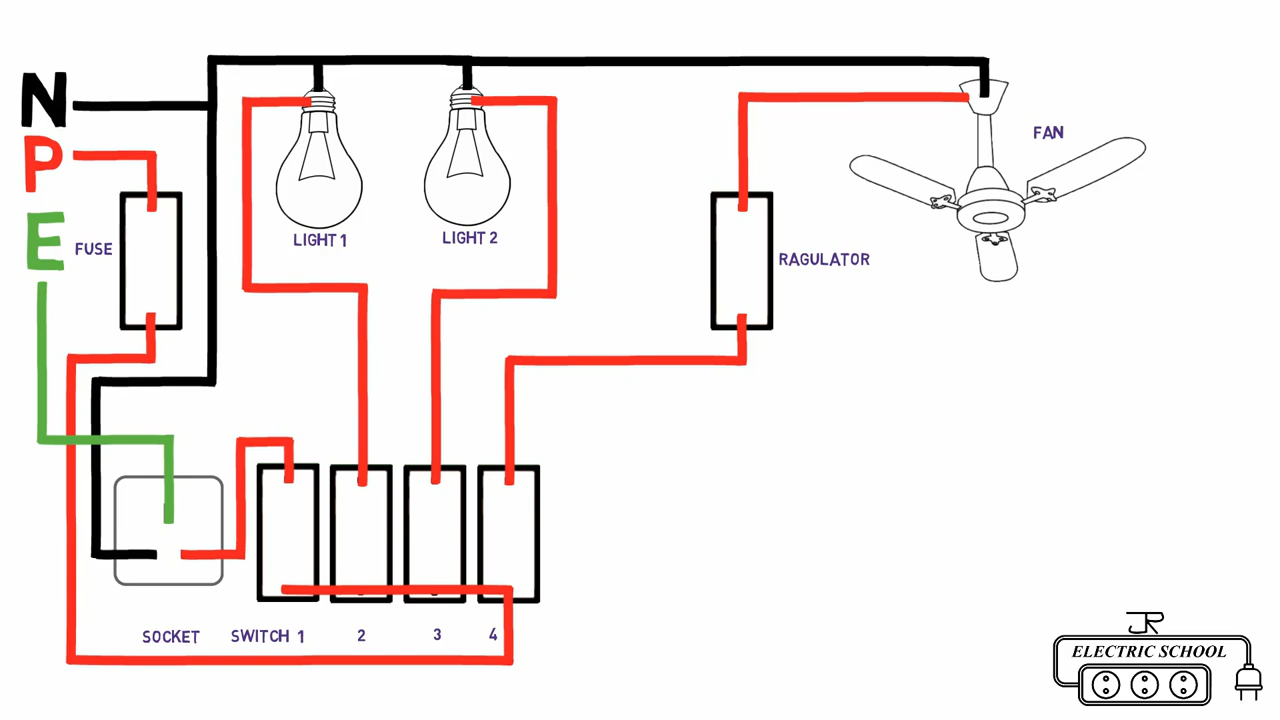 N
P
E
FUSE
LIGHT 1
LIGHT 2
FAN
RAGULATOR
SOCKET
SWITCH 1
2
3
4
JR
ELECTRIC SCHOOL